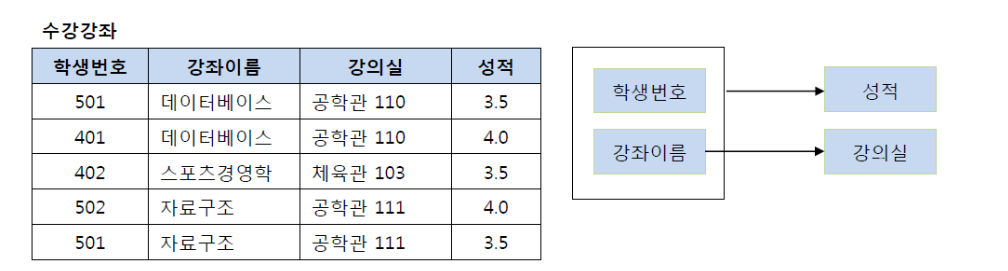 수강강좌
학생번호 강좌이름 강의실 성적
501 데이터베이스 공학관 110 3.5
401 데이터베이스 공학관 110 4.0
402 스포츠경영학 체육관 103 3.5
502 자료구조 공학관 111 4.0
501 자료구조 공학관 111 3.5
학생번호 성적
강좌이름 강의실